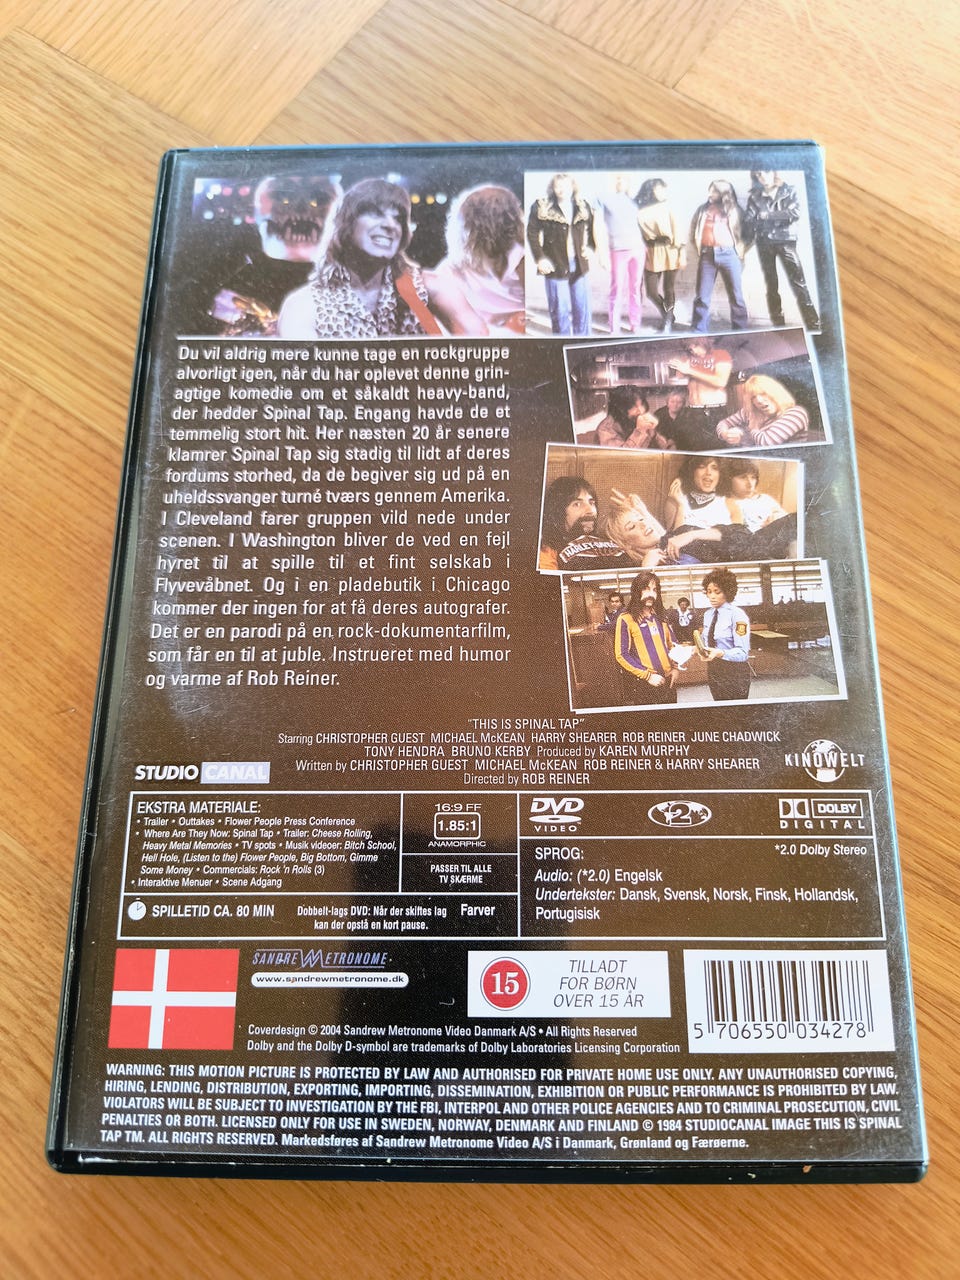 Du vil aldrig mere kunne tage en rockgruppe
alvorligt igen, når du har oplevet denne grin-
agtige komedie om et såkaldt heavy-band,
der hedder Spinal Tap. Engang havde de et
temmelig stort hit. Her næsten 20 år senere
klamrer Spinal Tap sig stadig til lidt af deres
fordums storhed, da de begiver sig ud på en
uheldssvanger turné tværs gennem Amerika.
I Cleveland farer gruppen vild nede under
scenen. I Washington bliver de ved en fejl
hyret til at spille til et fint selskab i
Flyvevåbnet. Og i en pladebutik i Chicago
kommer der ingen for at få deres autografer.
Det er en parodi på en rock-dokumentarfilm,
som får en til at juble. Instrueret med humor
og varme af Rob Reiner.
HARLEY-DAVIDSON
"THIS IS SPINAL TAP"
Starring CHRISTOPHER GUEST MICHAEL McKEAN HARRY SHEARER ROB REINER JUNE CHADWICK
TONY HENDRA BRUNO KERBY Produced by KAREN MURPHY
Written by CHRISTOPHER GUEST MICHAEL McKEAN ROB REINER & HARRY SHEARER
Directed by ROB REINER
STUDIO CANAL
KINOWELT
EKSTRA MATERIALE:
• Trailer • Outtakes • Flower People Press Conference
• Where Are They Now: Spinal Tap • Trailer: Cheese Rolling,
Heavy Metal Memories • TV spots • Musik videoer: Bitch School,
Hell Hole, (Listen to the) Flower People, Big Bottom, Gimme
Some Money • Commercials: Rock 'n Rolls (3)
• Interaktive Menuer • Scene Adgang
16:9 FF
1.85:1
ANAMORPHIC
PASSER TIL ALLE
TV SKÆRME
DVD
VIDEO
2
DOLBY
DIGITAL
SPROG:
*2.0 Dolby Stereo
Audio: (*2.0) Engelsk
Undertekster: Dansk, Svensk, Norsk, Finsk, Hollandsk,
Portugisisk
SPILLETID CA. 80 MIN
Dobbelt-lags DVD: Når der skiftes lag
kan der opstå en kort pause.
Farver
SANDREW METRONOME
www.sandrewmetronome.dk
15
TILLADT
FOR BØRN
OVER 15 ÅR
5 706550 034278
Coverdesign © 2004 Sandrew Metronome Video Danmark A/S • All Rights Reserved
Dolby and the Dolby D-symbol are trademarks of Dolby Laboratories Licensing Corporation
WARNING: THIS MOTION PICTURE IS PROTECTED BY LAW AND AUTHORISED FOR PRIVATE HOME USE ONLY. ANY UNAUTHORISED COPYING,
HIRING, LENDING, DISTRIBUTION, EXPORTING, IMPORTING, DISSEMINATION, EXHIBITION OR PUBLIC PERFORMANCE IS PROHIBITED BY LAW.
VIOLATORS WILL BE SUBJECT TO INVESTIGATION BY THE FBI, INTERPOL AND OTHER POLICE AGENCIES AND TO CRIMINAL PROSECUTION, CIVIL
PENALTIES OR BOTH. LICENSED ONLY FOR USE IN SWEDEN, NORWAY, DENMARK AND FINLAND © 1984 STUDIOCANAL IMAGE THIS IS SPINAL
TAP TM. ALL RIGHTS RESERVED. Markedsføres af Sandrew Metronome Video A/S i Danmark, Grønland og Færøerne.